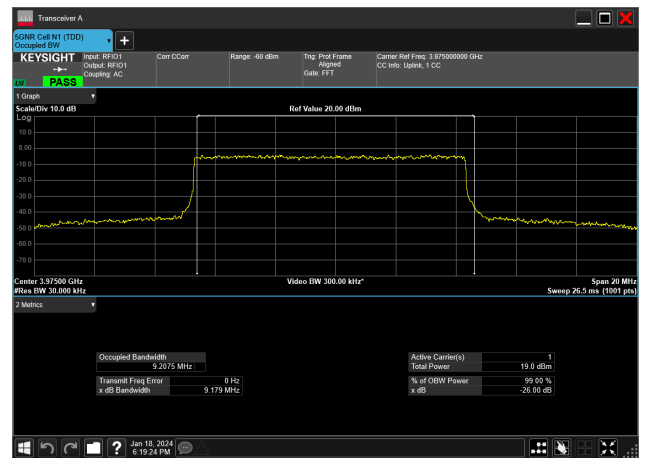 Transceiver A
5GNR Cell N1 (TDD)
Occupied BW
KEYSIGHT
PASS
Input: RFIO1
Output: RFIO1
Coupling: AC
Corr CCorr
Range: -60 dBm
Trig: Prot Frame
Aligned
Gate: FFT
Carrier Ref Freq: 3.975000000 GHz
CC Info: Uplink, 1 CC
1 Graph
Scale/Div 10.0 dB
Ref Value 20.00 dBm
Log
10.0
0.00
-10.0
-20.0
-30.0
-40.0
-50.0
-60.0
-70.0
Center 3.97500 GHz
Video BW 300.00 kHz*
Span 20 MHz
#Res BW 30.000 kHz
Sweep 26.5 ms (1001 pts)
2 Metrics
Occupied Bandwidth
9.2075 MHz
Active Carrier(s) 1
Total Power 19.0 dBm
Transmit Freq Error 0 Hz
x dB Bandwidth 9.179 MHz
% of OBW Power 99.00 %
x dB -26.00 dB
Jan 18, 2024
6:19:24 PM